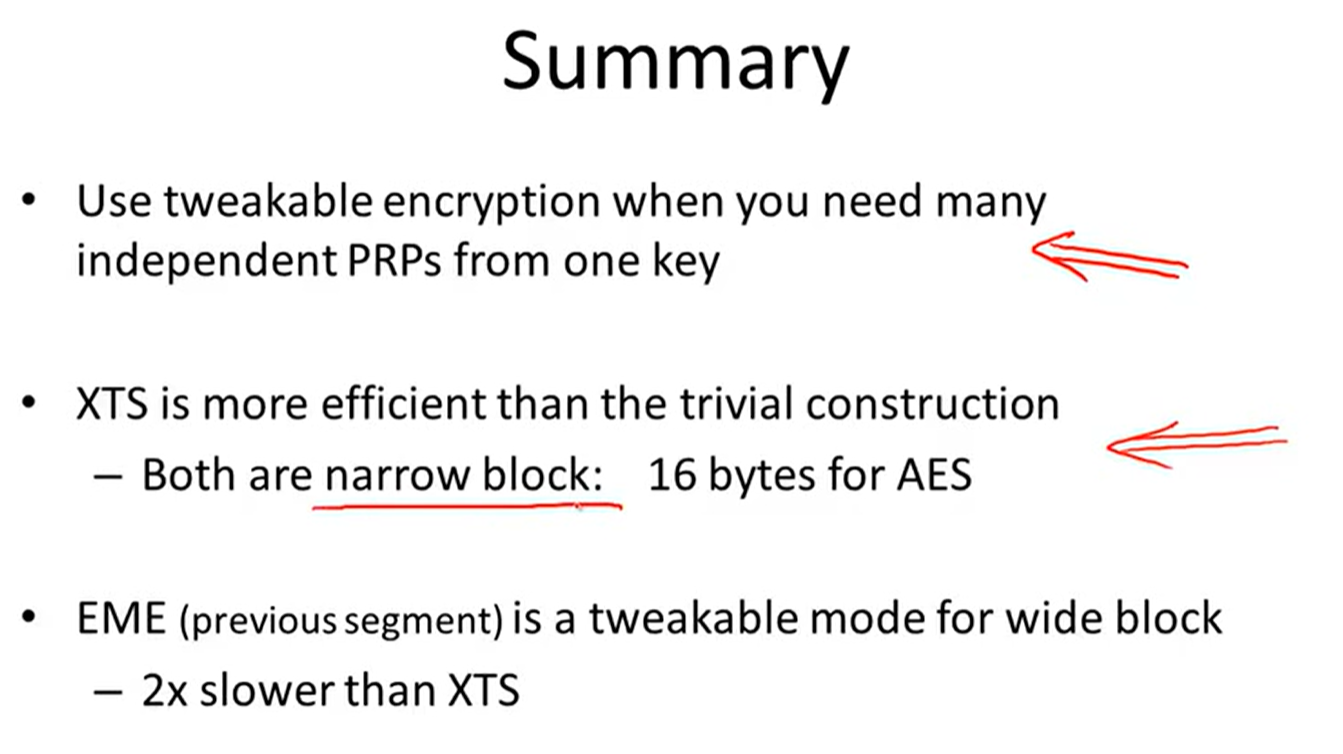 Summary
• Use tweakable encryption when you need many
independent PRPs from one key
• XTS is more efficient than the trivial construction
– Both are narrow block: 16 bytes for AES
• EME (previous segment) is a tweakable mode for wide block
– 2x slower than XTS